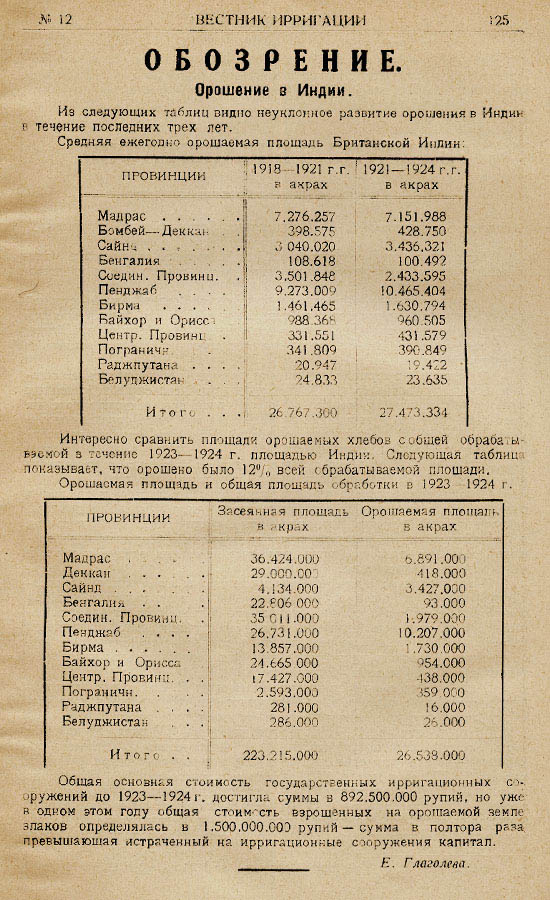 № 12 ВЕСТНИК ИРРИГАЦИИ 125
ОБОЗРЕНИЕ.
Орошение в Индии.
Из следующих таблиц видно неуклонное развитие орошения в Индии
в течение последних трех лет.
Средняя ежегодно орошаемая площадь Британской Индии:
ПРОВИНЦИИ 1918—1921 г.г. в акрах 1921—1924 г.г. в акрах
Мадрас . . . . . . 7.276.257 7.151.988
Бомбей—Деккан . 398.575 428.750
Сайнд . . . . . . . 3 040.020 3.436.321
Бенгалия . . . . . 108.618 100.492
Соедин. Провинц. . 3.501.848 2.433.595
Пенджаб . . . . 9.273.009 10.465.404
Бирма . . . . . 1.461.465 1.630.794
Байхор и Орисса 988.368 960.505
Центр. Провинц. . 331.551 431.579
Погранičн. . 341.809 390.849
Раджпутана . . . . 20.947 19.422
Белуджистан . . . . 24.833 23.635
Итого . . . 26.767.300 27.473.334
Интересно сравнить площади орошаемых хлебов с общей обрабаты-
ваемой в течение 1923—1924 г. площадью Индии. Следующая таблица
показывает, что орошено было 12% всей обрабатываемой площади.
Орошаемая площадь и общая площадь обработки в 1923—1924 г.
ПРОВИНЦИИ Засеянная площадь в акрах Орошаемая площадь в акрах
Мадрас . . . . 36.424.000 6.891.000
Деккан . . . . 29.000.000 418.000
Сайнд . . . . . . 4.134.000 3.427.000
Бенгалия . . . . 22.806 000 93.000
Соедин. Провинц. . 35 011.000 1.979.000
Пенджаб . . . . 26.731.000 10.207.000
Бирма . . . . . . 13.857.000 1.730.000
Байхор и Орисса 24.665 000 954.000
Центр. Провинц. . . 17.427.000 438.000
Погранichн. . . . 2.593.000 359 000
Раджпутана . . . . 281.000 16.000
Белуджистан . . . 286.000 26.000
Итого . . 223.215.000 26.538.000
Общая основная стоимость государственных ирригационных со-
оружений до 1923—1924 г. достигла суммы в 892.500.000 рупий, но уже
в одном этом году общая стоимость взрощенных на орошаемой земле
злаков определялась в 1.500.000.000 рупий — сумма в полтора раза
превышающая истраченный на ирригационные сооружения капитал.
Е. Глаголева.